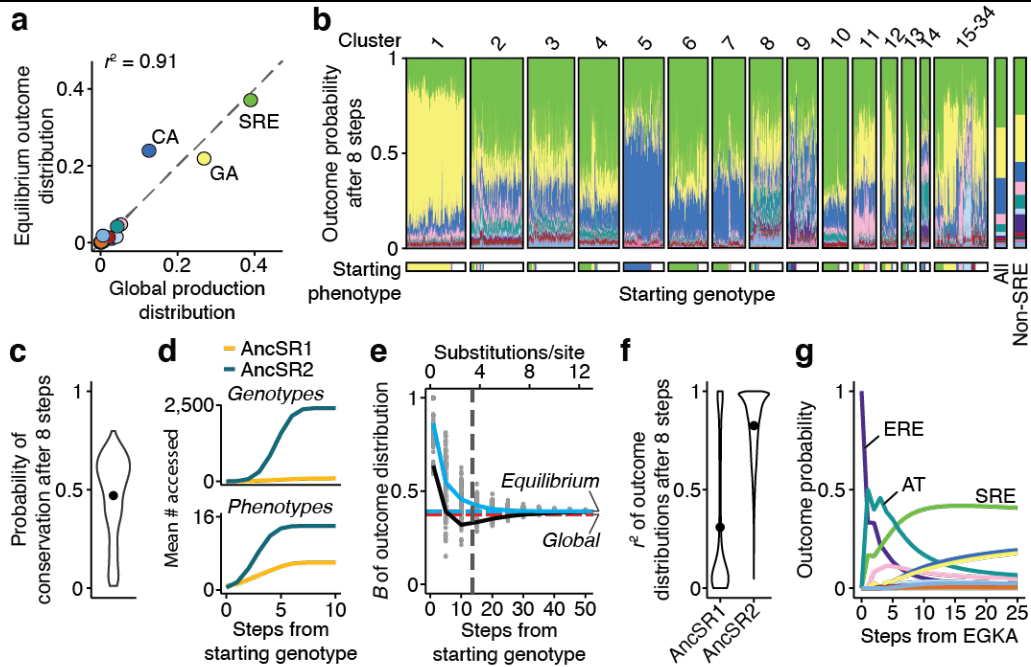 a
r² = 0.91
Equilibrium outcome
distribution
0.4
0.2
0
CA
SRE
GA
0
0.2
0.4
Global production
distribution
b
Cluster
1
2
3
4
5
6
7
8
9
10
11
12
13
14
15-34
Outcome probability
after 8 steps
1
0.5
0
Starting
phenotype
Starting genotype
All
Non-SRE
c
Probability of
conservation after 8 steps
1
0.5
0
d
AncSR1
AncSR2
Mean # accessed
Genotypes
2,500
0
Phenotypes
16
0
0
5
10
Steps from
starting genotype
e
Substitutions/site
0
4
8
12
B of outcome distribution
1
0.5
0
Equilibrium
Global
0
10
20
30
40
50
Steps from
starting genotype
f
r² of outcome
distributions after 8 steps
1
0.5
0
AncSR1
AncSR2
g
Outcome probability
1
0.5
0
ERE
AT
SRE
0
5
10
15
20
25
Steps from EGKA